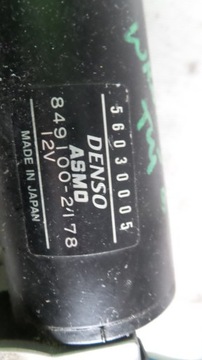 56030005
DENSO
ASMO
849100-2178
12V
MADE IN JAPAN